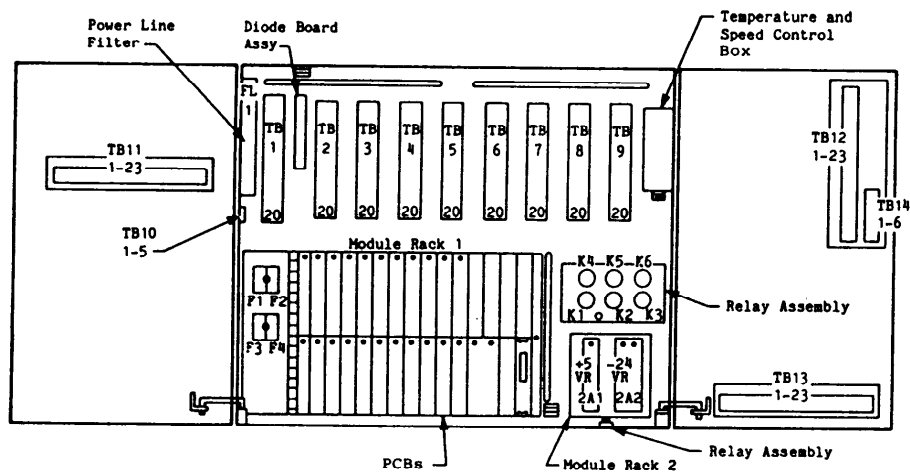 Power Line
Filter
Diode Board
Assy
Temperature and
Speed Control
Box
FL
1
TB
1
20
TB
2
20
TB
3
20
TB
4
20
TB
5
20
TB
6
20
TB
7
20
TB
8
20
TB
9
20
TB11
1-23
TB10
1-5
TB12
1-23
TB14
1-6
Module Rack 1
F1 F2
F3 F4
K4 K5 K6
K1 K2 K3
Relay Assembly
+5
VR
2A1
-24
VR
2A2
TB13
1-23
PCBs
Module Rack 2
Relay Assembly